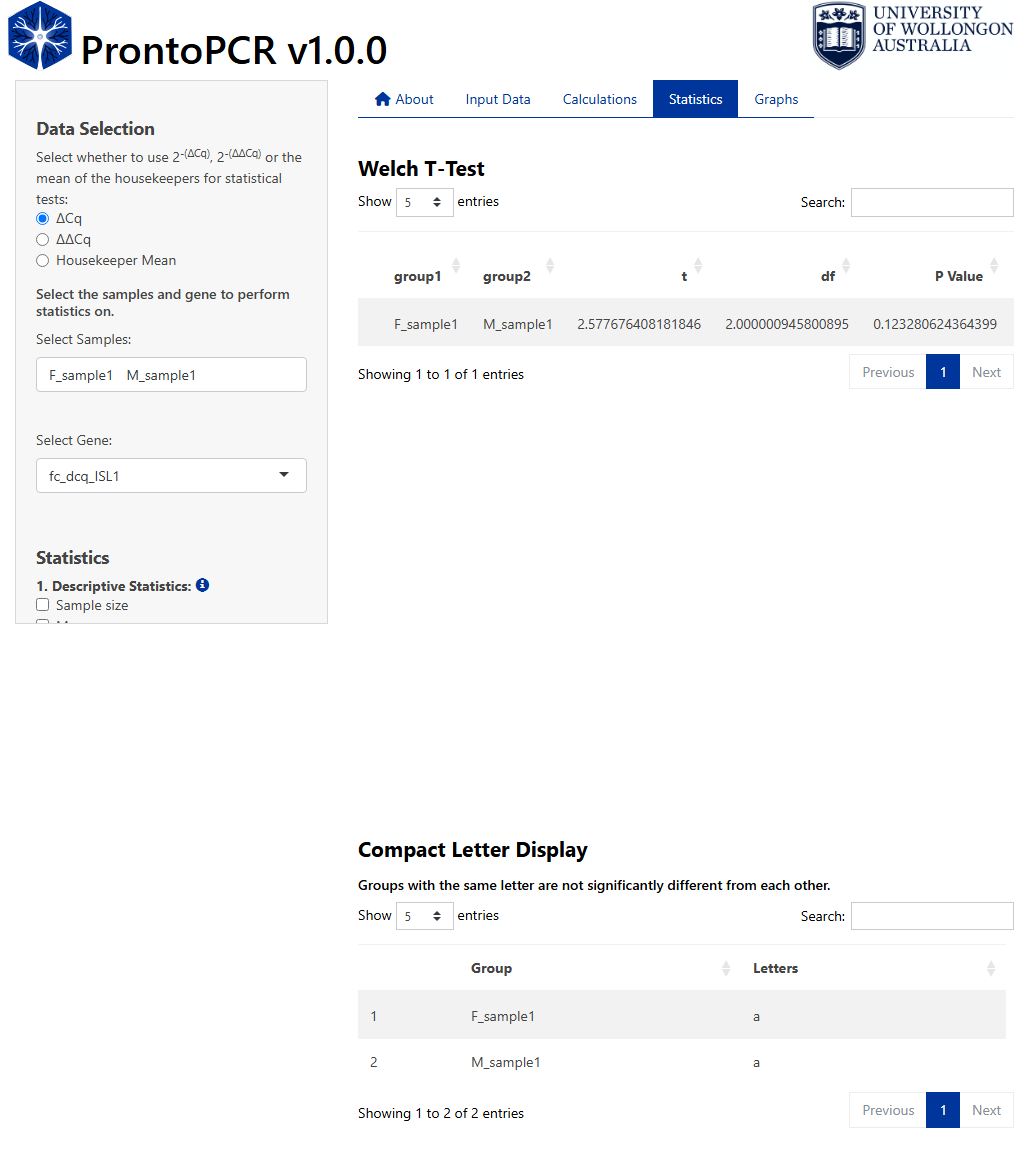 ProntoPCR v1.0.0
UNIVERSITY
OF WOLLONGONG
AUSTRALIA
Data Selection
Select whether to use 2-(ΔCq), 2-(ΔΔCq) or the
mean of the housekeepers for statistical
tests:
ΔCq
ΔΔCq
Housekeeper Mean
Select the samples and gene to perform
statistics on.
Select Samples:
F_sample1 M_sample1
Select Gene:
fc_dcq_ISL1
Statistics
1. Descriptive Statistics:
Sample size
About Input Data Calculations Statistics Graphs
Welch T-Test
Show 5 entries Search:
group1 group2 t df P Value
F_sample1 M_sample1 2.577676408181846 2.000000945800895 0.123280624364399
Showing 1 to 1 of 1 entries Previous 1 Next
Compact Letter Display
Groups with the same letter are not significantly different from each other.
Show 5 entries Search:
Group Letters
1 F_sample1 a
2 M_sample1 a
Showing 1 to 2 of 2 entries Previous 1 Next